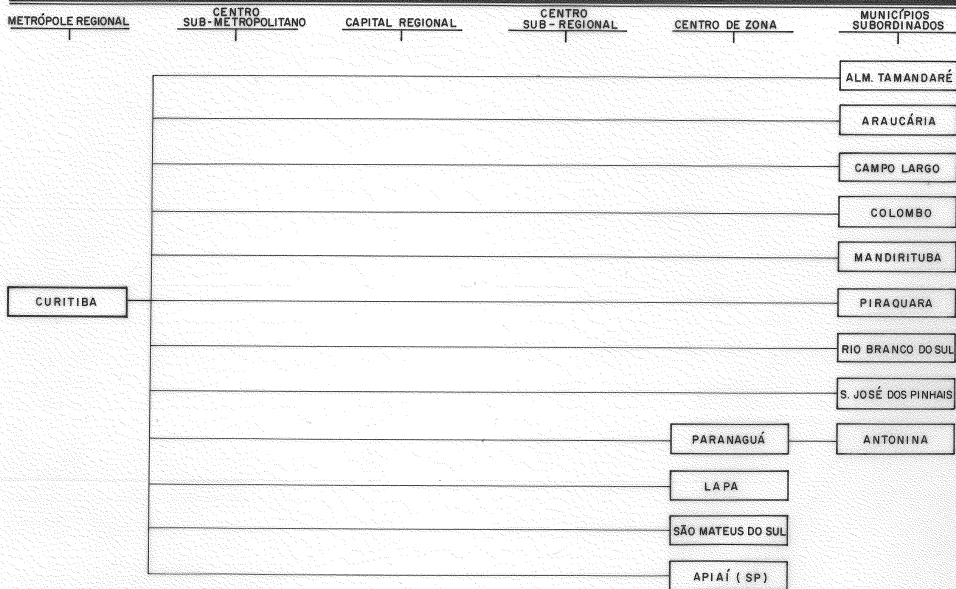 METRÓPOLE REGIONAL
CENTRO
SUB-METROPOLITANO
CAPITAL REGIONAL
CENTRO
SUB-REGIONAL
CENTRO DE ZONA
MUNICÍPIOS
SUBORDINADOS
ALM. TAMANDARÉ
ARAUCÁRIA
CAMPO LARGO
COLOMBO
MANDIRITUBA
CURITIBA
PIRAQUARA
RIO BRANCO DO SUL
S. JOSÉ DOS PINHAIS
PARANAGUÁ
ANTONINA
LAPA
SÃO MATEUS DO SUL
APIAÍ (SP)